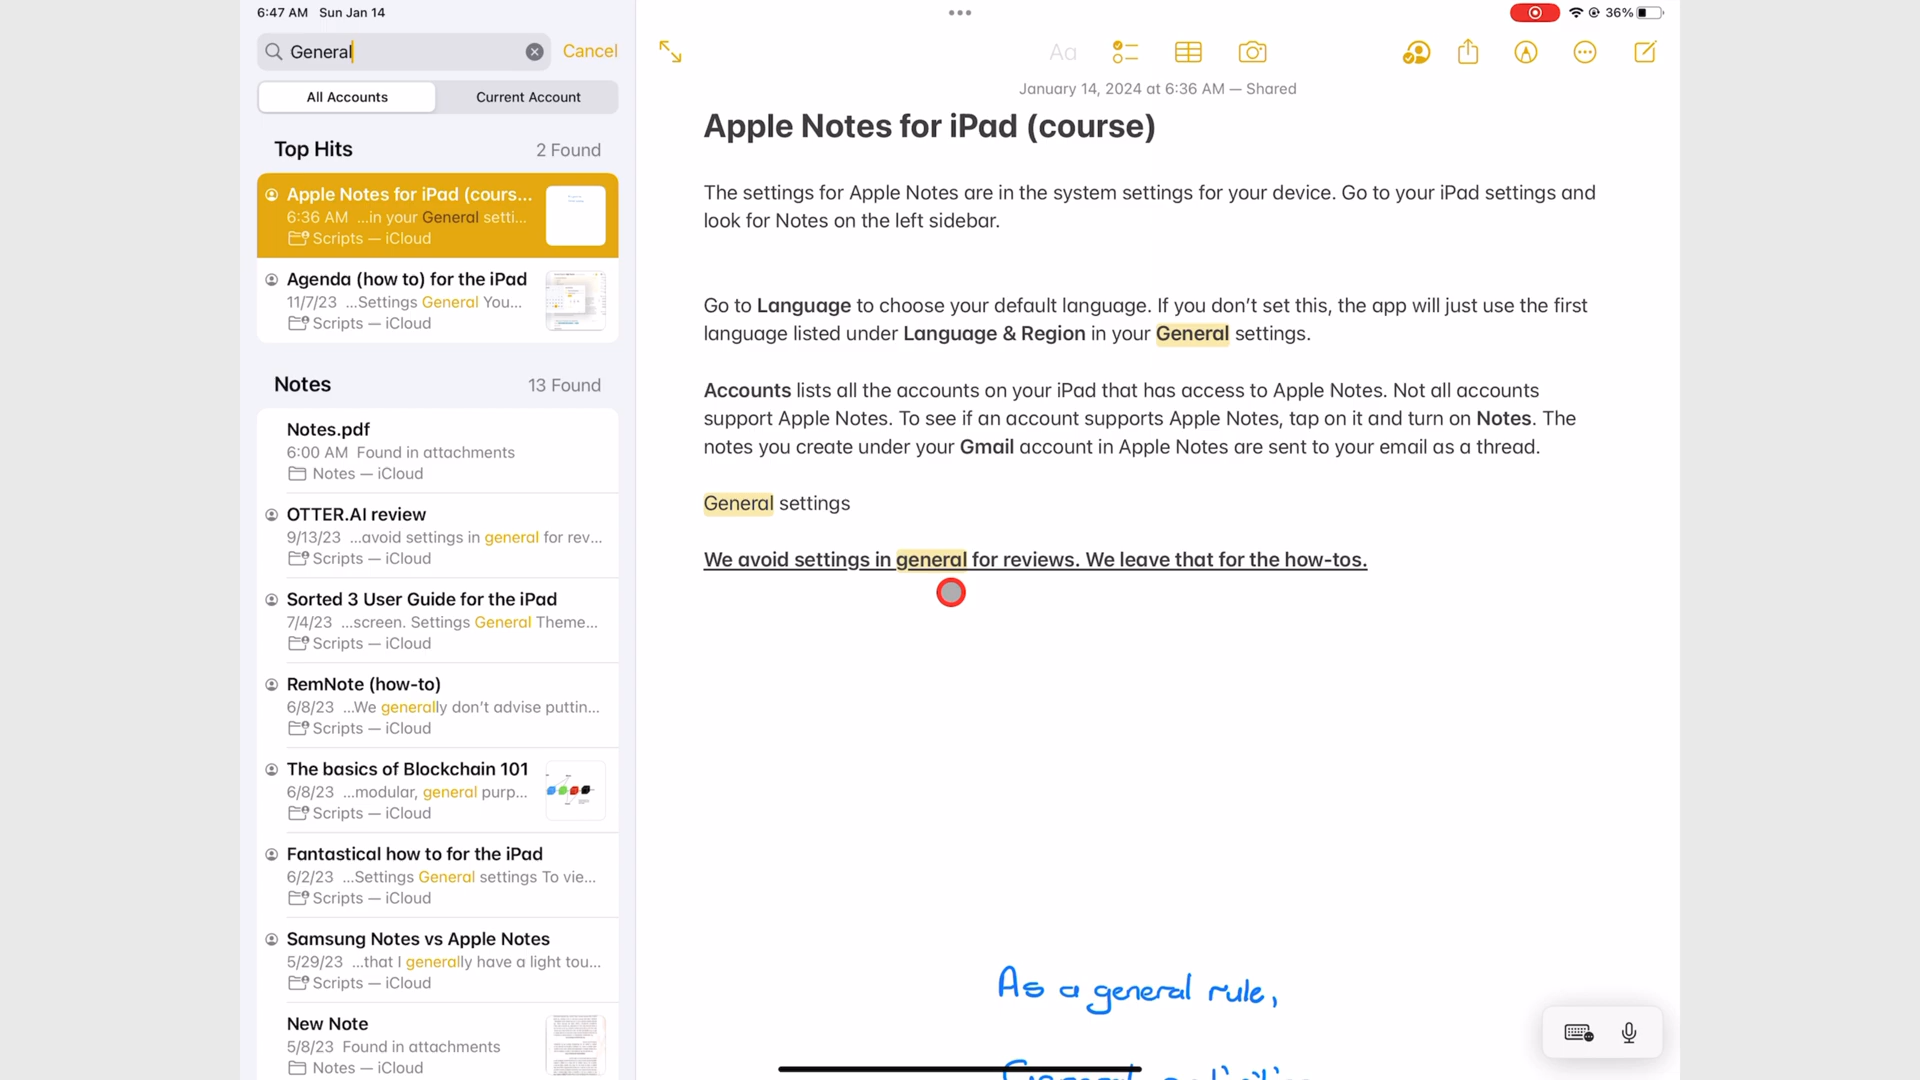 6:47 AM Sun Jan 14
36%
General
Cancel
All Accounts
Current Account
Top Hits
2 Found
Apple Notes for iPad (cours...
6:36 AM ...in your General setti...
Scripts — iCloud
Agenda (how to) for the iPad
11/7/23 ...Settings General You...
Scripts — iCloud
Notes
13 Found
Notes.pdf
6:00 AM Found in attachments
Notes — iCloud
OTTER.AI review
9/13/23 ...avoid settings in general for rev...
Scripts — iCloud
Sorted 3 User Guide for the iPad
7/4/23 ...screen. Settings General Theme...
Scripts — iCloud
RemNote (how-to)
6/8/23 ...We generally don't advise puttin...
Scripts — iCloud
The basics of Blockchain 101
6/8/23 ...modular, general purp...
Scripts — iCloud
Fantastical how to for the iPad
6/2/23 ...Settings General settings To vie...
Scripts — iCloud
Samsung Notes vs Apple Notes
5/29/23 ...that I generally have a light tou...
Scripts — iCloud
New Note
5/8/23 Found in attachments
Notes — iCloud
Aa
January 14, 2024 at 6:36 AM — Shared
Apple Notes for iPad (course)
The settings for Apple Notes are in the system settings for your device. Go to your iPad settings and
look for Notes on the left sidebar.
Go to Language to choose your default language. If you don't set this, the app will just use the first
language listed under Language & Region in your General settings.
Accounts lists all the accounts on your iPad that has access to Apple Notes. Not all accounts
support Apple Notes. To see if an account supports Apple Notes, tap on it and turn on Notes. The
notes you create under your Gmail account in Apple Notes are sent to your email as a thread.
General settings
We avoid settings in general for reviews. We leave that for the how-tos.
As a general rule,